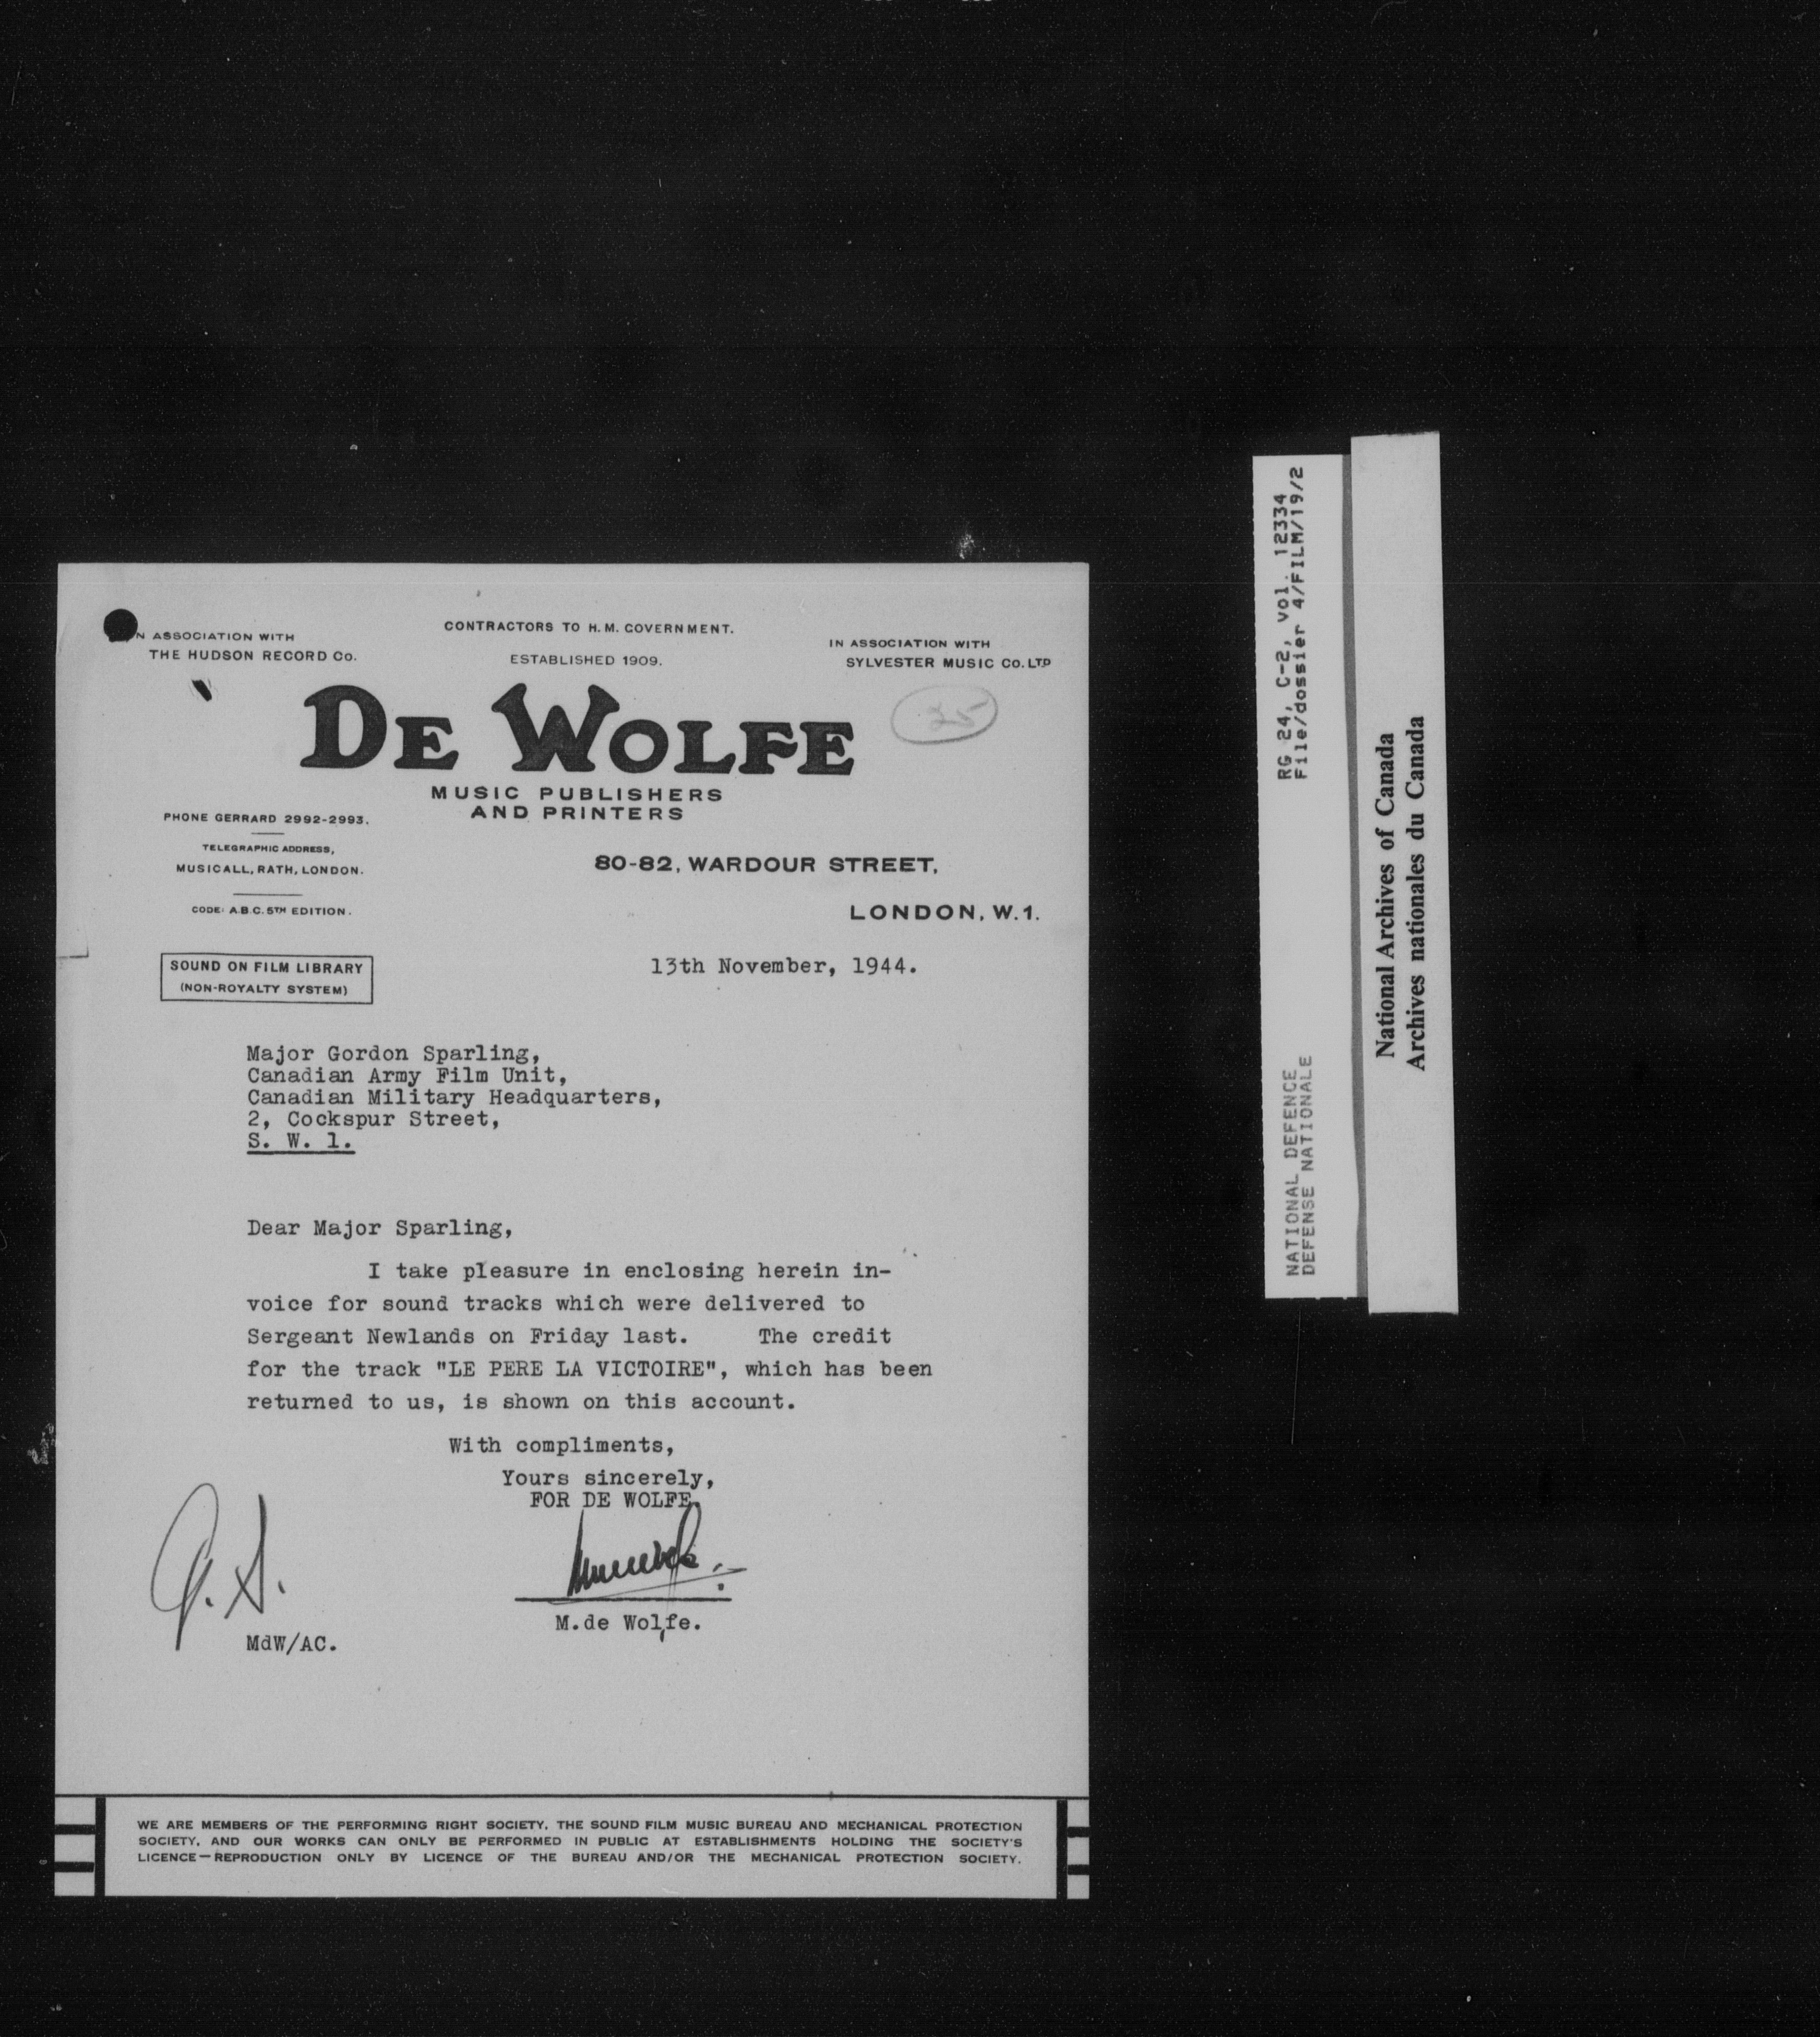 CONTRACTORS TO H.M. GOVERNMENT.
N ASSOCIATION WITH
THE HUDSON RECORD Co.
ESTABLISHED 1909.
IN ASSOCIATION WITH
SYLVESTER MUSIC CO. LTD
DE WOLFE
25
MUSIC PUBLISHERS
AND PRINTERS
PHONE GERRARD 2992-2993.
TELEGRAPHIC ADDRESS,
MUSICALL, RATH, LONDON.
CODE: A.B.C. 5TH EDITION.
80-82, WARDOUR STREET,
LONDON, W.1.
SOUND ON FILM LIBRARY
(NON-ROYALTY SYSTEM)
13th November, 1944.
Major Gordon Sparling,
Canadian Army Film Unit,
Canadian Military Headquarters,
2, Cockspur Street,
S. W. 1.
Dear Major Sparling,
I take pleasure in enclosing herein in-
voice for sound tracks which were delivered to
Sergeant Newlands on Friday last. The credit
for the track "LE PERE LA VICTOIRE", which has been
returned to us, is shown on this account.
With compliments,
Yours sincerely,
FOR DE WOLFE,
M.de Wolfe.
MdW/AC.
WE ARE MEMBERS OF THE PERFORMING RIGHT SOCIETY, THE SOUND FILM MUSIC BUREAU AND MECHANICAL PROTECTION
SOCIETY, AND OUR WORKS CAN ONLY BE PERFORMED IN PUBLIC AT ESTABLISHMENTS HOLDING THE SOCIETY'S
LICENCE—REPRODUCTION ONLY BY LICENCE OF THE BUREAU AND/OR THE MECHANICAL PROTECTION SOCIETY.
RG 24, C-2, vol. 12334
File/dossier 4/FILM/19/2
NATIONAL DEFENCE
DEFENSE NATIONALE
National Archives of Canada
Archives nationales du Canada